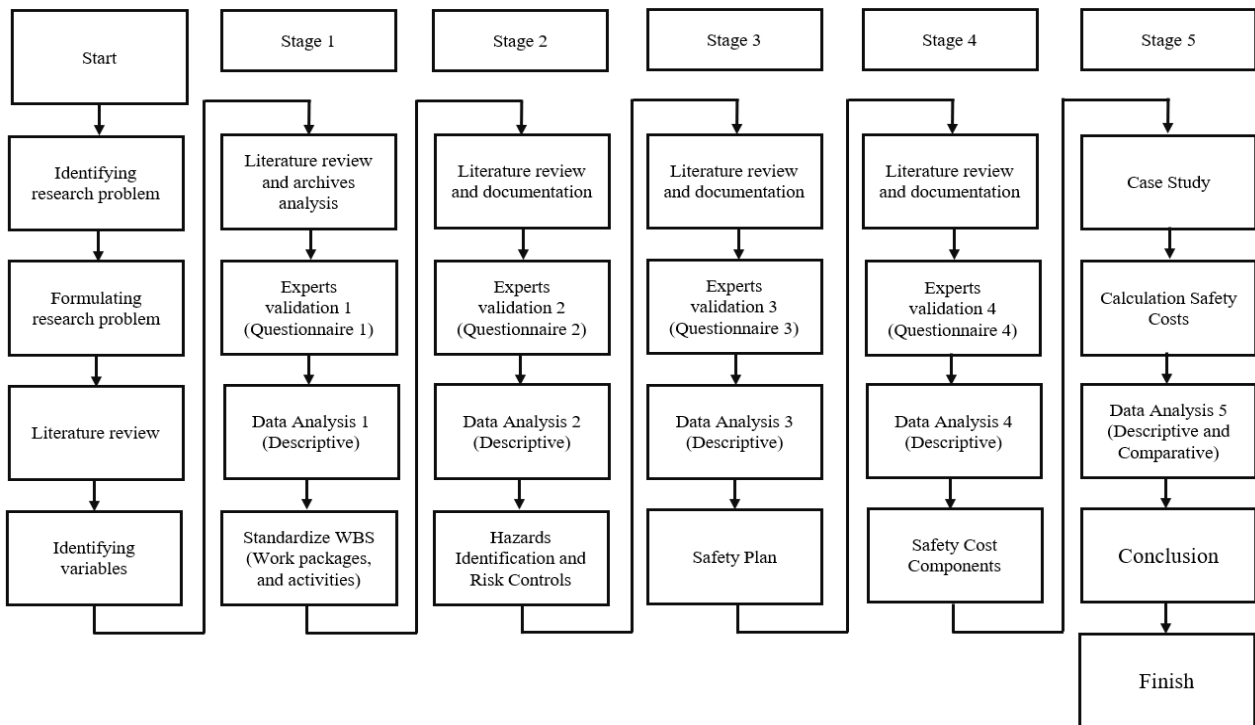 Start
Identifying
research problem
Formulating
research problem
Literature review
Identifying
variables
Stage 1
Literature review
and archives
analysis
Experts
validation 1
(Questionnaire 1)
Data Analysis 1
(Descriptive)
Standardize WBS
(Work packages,
and activities)
Stage 2
Literature review
and documentation
Experts
validation 2
(Questionnaire 2)
Data Analysis 2
(Descriptive)
Hazards
Identification and
Risk Controls
Stage 3
Literature review
and documentation
Experts
validation 3
(Questionnaire 3)
Data Analysis 3
(Descriptive)
Safety Plan
Stage 4
Literature review
and documentation
Experts
validation 4
(Questionnaire 4)
Data Analysis 4
(Descriptive)
Safety Cost
Components
Stage 5
Case Study
Calculation Safety
Costs
Data Analysis 5
(Descriptive and
Comparative)
Conclusion
Finish